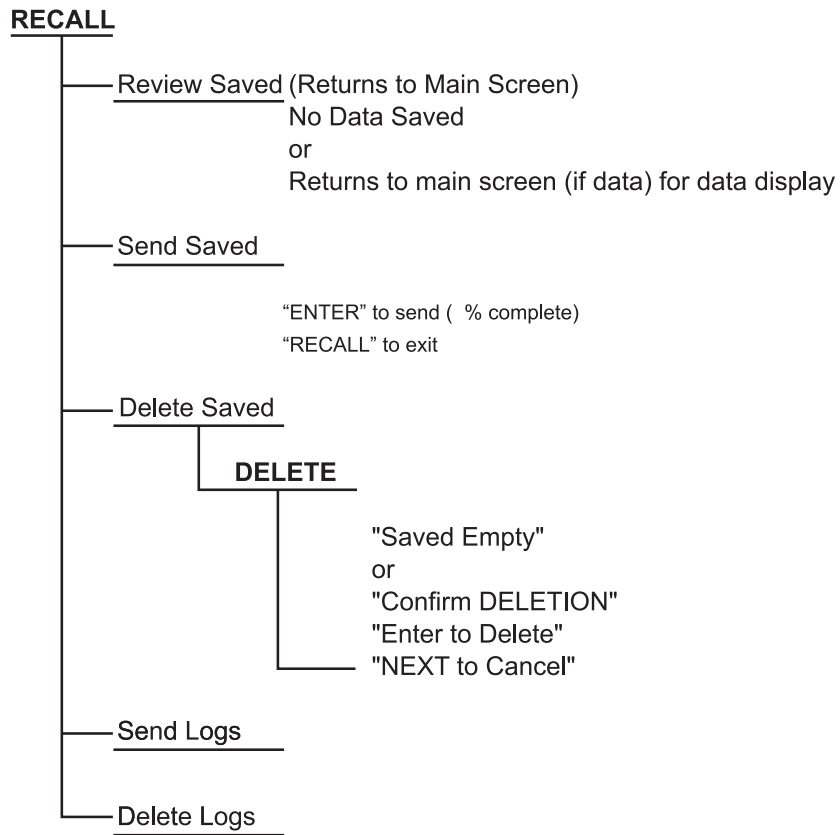 RECALL
Review Saved (Returns to Main Screen)
No Data Saved
or
Returns to main screen (if data) for data display
Send Saved
“ENTER” to send (  % complete)
“RECALL” to exit
Delete Saved
DELETE
"Saved Empty"
or
"Confirm DELETION"
"Enter to Delete"
"NEXT to Cancel"
Send Logs
Delete Logs